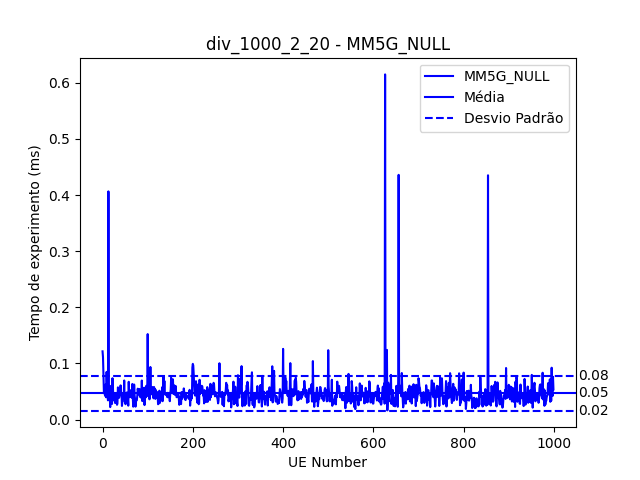 div_1000_2_20 - MM5G_NULL
MM5G_NULL
Média
Desvio Padrão
Tempo de experimento (ms)
0.6
0.5
0.4
0.3
0.2
0.1
0.0
0.08
0.05
0.02
0
200
400
600
800
1000
UE Number